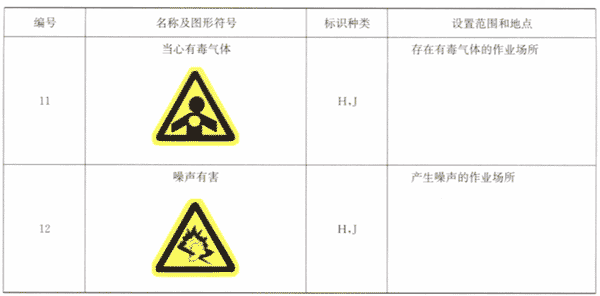 编号 名称及图形符号 标识种类 设置范围和地点
11 当心有毒气体 H,J 存在有毒气体的作业场所
12 噪声有害 H,J 产生噪声的作业场所